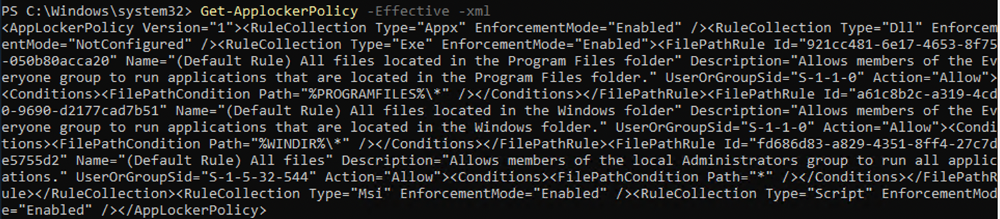 PS C:\Windows\system32> Get-ApplockerPolicy -Effective -xml
<AppLockerPolicy Version="1"><RuleCollection Type="Appx" EnforcementMode="Enabled" /><RuleCollection Type="Dll" Enforcem
entMode="NotConfigured" /><RuleCollection Type="Exe" EnforcementMode="Enabled"><FilePathRule Id="921cc481-6e17-4653-8f75
-050b80acca20" Name="(Default Rule) All files located in the Program Files folder" Description="Allows members of the Ev
eryone group to run applications that are located in the Program Files folder." UserOrGroupSid="S-1-1-0" Action="Allow">
<Conditions><FilePathCondition Path="%PROGRAMFILES%\*" /></Conditions></FilePathRule><FilePathRule Id="a61c8b2c-a319-4cd
0-9690-d2177cad7b51" Name="(Default Rule) All files located in the Windows folder" Description="Allows members of the Ev
eryone group to run applications that are located in the Windows folder." UserOrGroupSid="S-1-1-0" Action="Allow"><Condi
tions><FilePathCondition Path="%WINDIR%\*" /></Conditions></FilePathRule><FilePathRule Id="fd686d83-a829-4351-8ff4-27c7d
e5755d2" Name="(Default Rule) All files" Description="Allows members of the local Administrators group to run all applic
ations." UserOrGroupSid="S-1-5-32-544" Action="Allow"><Conditions><FilePathCondition Path="*" /></Conditions></FilePathR
ule></RuleCollection><RuleCollection Type="Msi" EnforcementMode="Enabled" /><RuleCollection Type="Script" EnforcementMod
e="Enabled" /></AppLockerPolicy>